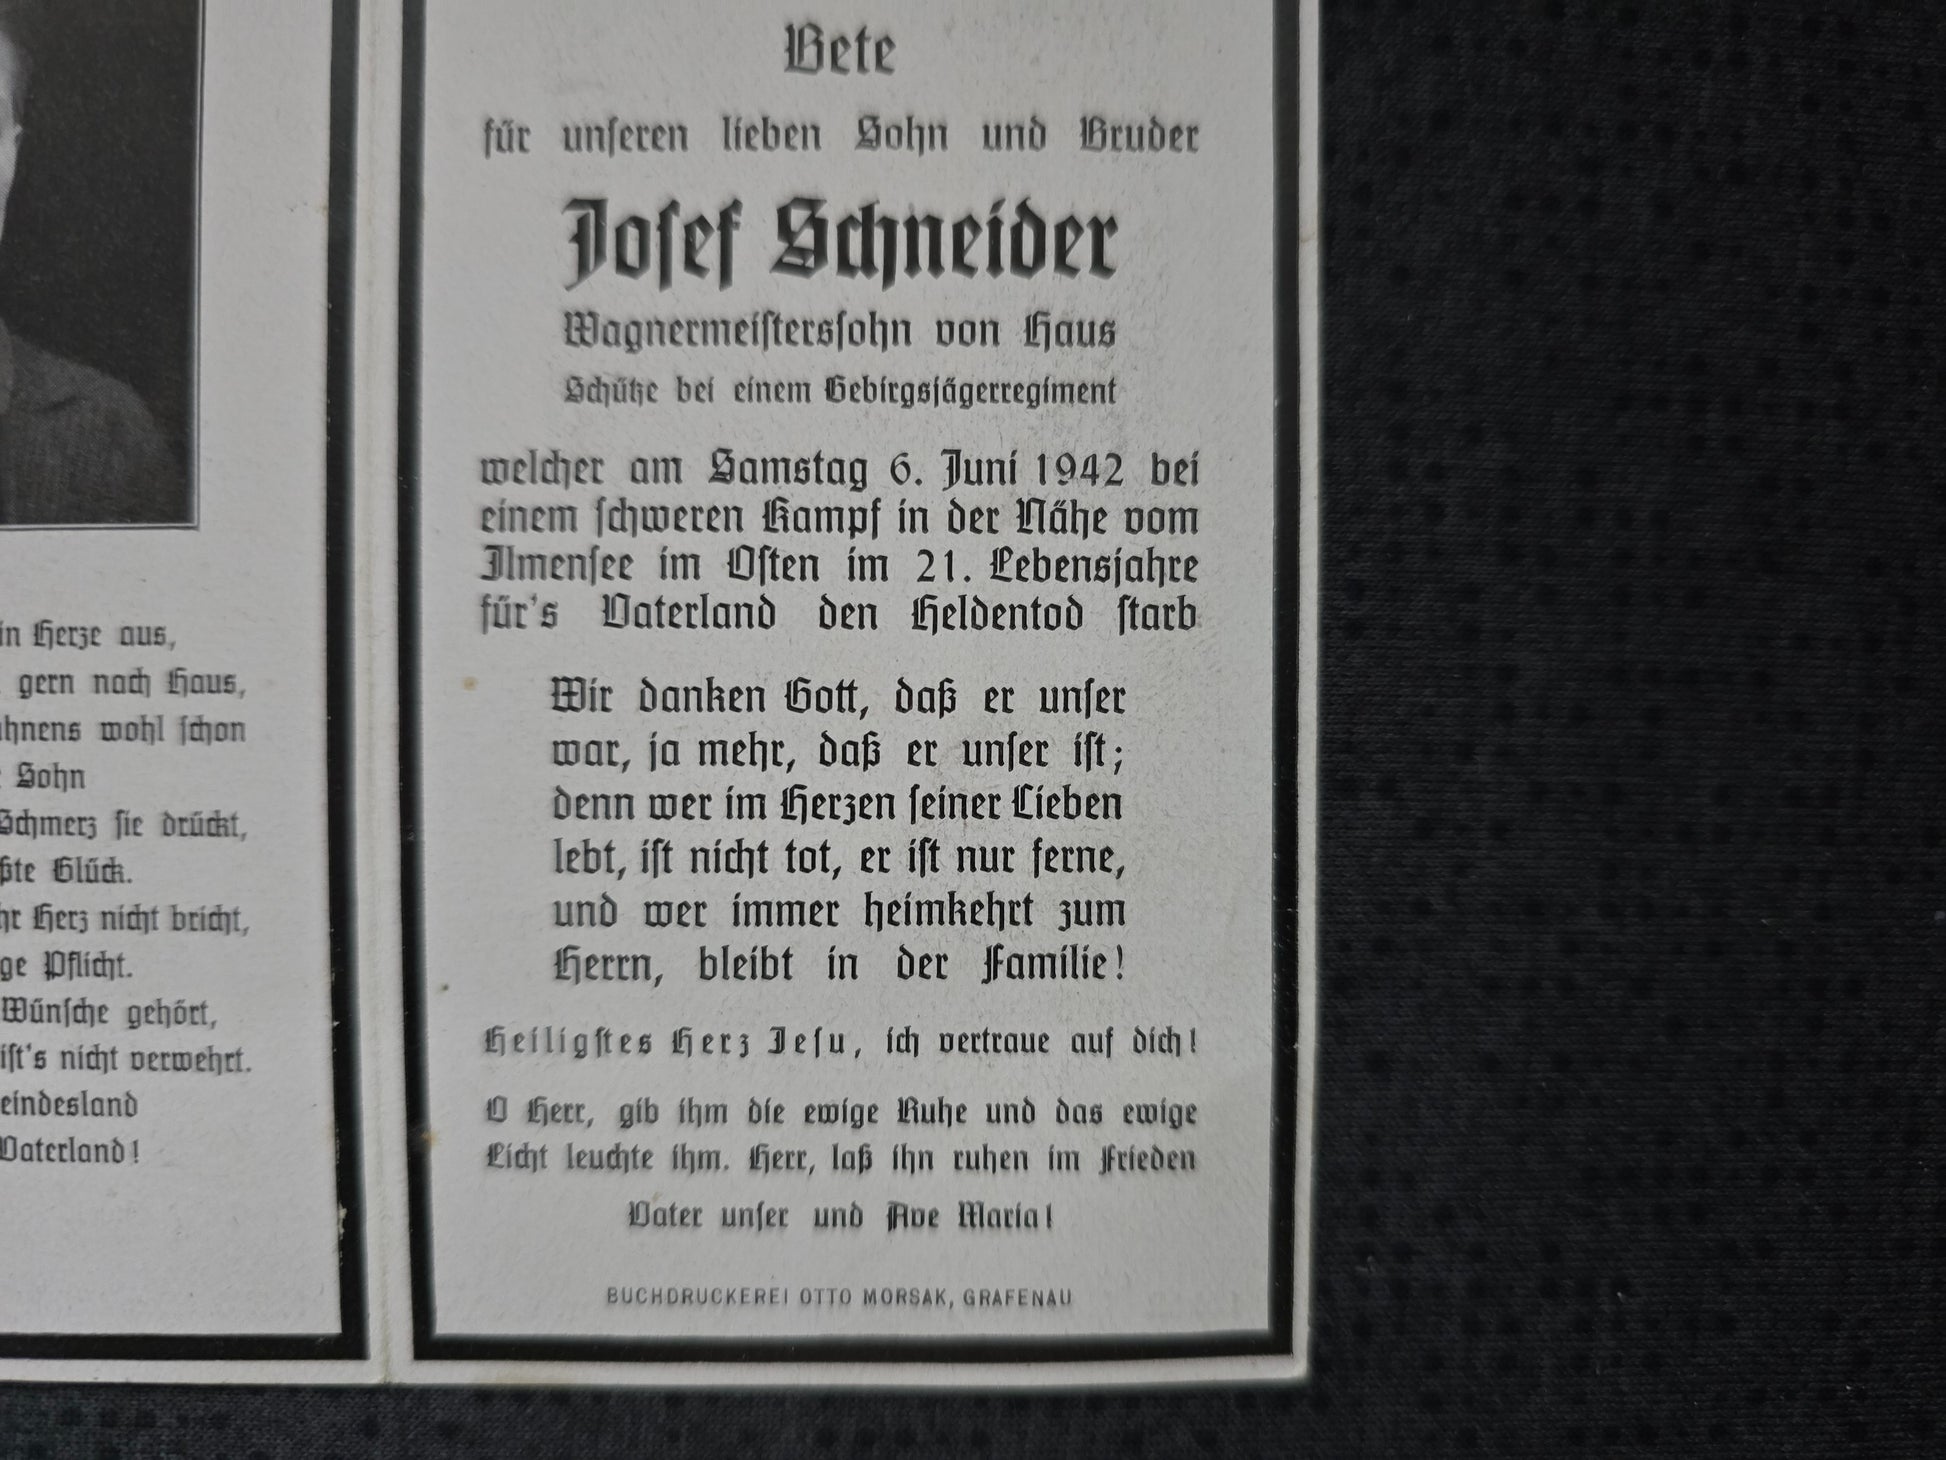 in Herze aus,
gern nach Haus,
ahnens wohl schon
Sohn
Schmerz sie drückt,
ßte Glück.
hr Herz nicht bricht,
ge Pflicht.
Wünsche gehört,
ist's nicht verwehrt.
eindesland
Vaterland!
Bete
für unseren lieben Sohn und Bruder
Josef Schneider
Wagnermeisterssohn von Haus
Schütze bei einem Gebirgsjägerregiment
welcher am Samstag 6. Juni 1942 bei
einem schweren Kampf in der Nähe vom
Ilmensee im Osten im 21. Lebensjahre
für's Vaterland den Heldentod starb
Wir danken Gott, daß er unser
war, ja mehr, daß er unser ist;
denn wer im Herzen seiner Lieben
lebt, ist nicht tot, er ist nur ferne,
und wer immer heimkehrt zum
Herrn, bleibt in der Familie!
Heiligstes Herz Jesu, ich vertraue auf dich!
O Herr, gib ihm die ewige Ruhe und das ewige
Licht leuchte ihm. Herr, laß ihn ruhen im Frieden
Vater unser und Ave Maria!
BUCHDRUCKEREI OTTO MORSAK, GRAFENAU